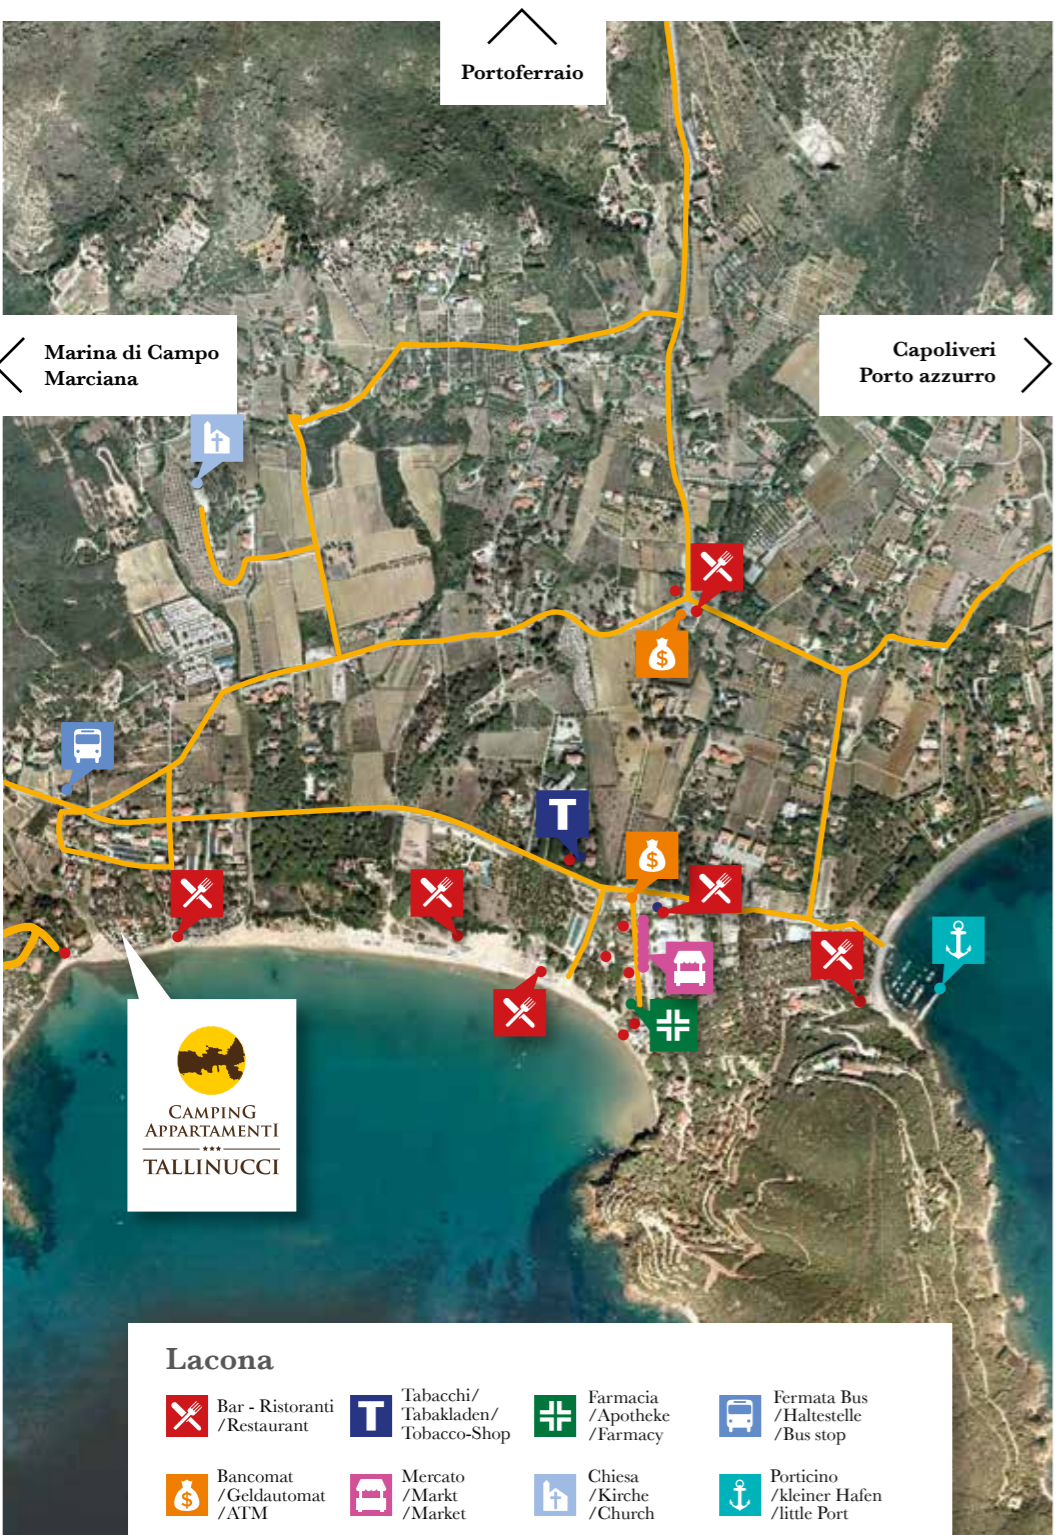 Portoferraio
Marina di Campo
Marciana
Capoliveri
Porto azzurro
$
T
$
CAMPING
APPARTAMENTI
***
TALLINUCCI
Lacona
Bar - Ristoranti
/Restaurant
T
Tabacchi/
Tabakladen/
Tobacco-Shop
Farmacia
/Apotheke
/Farmacy
Fermata Bus
/Haltestelle
/Bus stop
$
Bancomat
/Geldautomat
/ATM
Mercato
/Markt
/Market
Chiesa
/Kirche
/Church
Porticino
/kleiner Hafen
/little Port